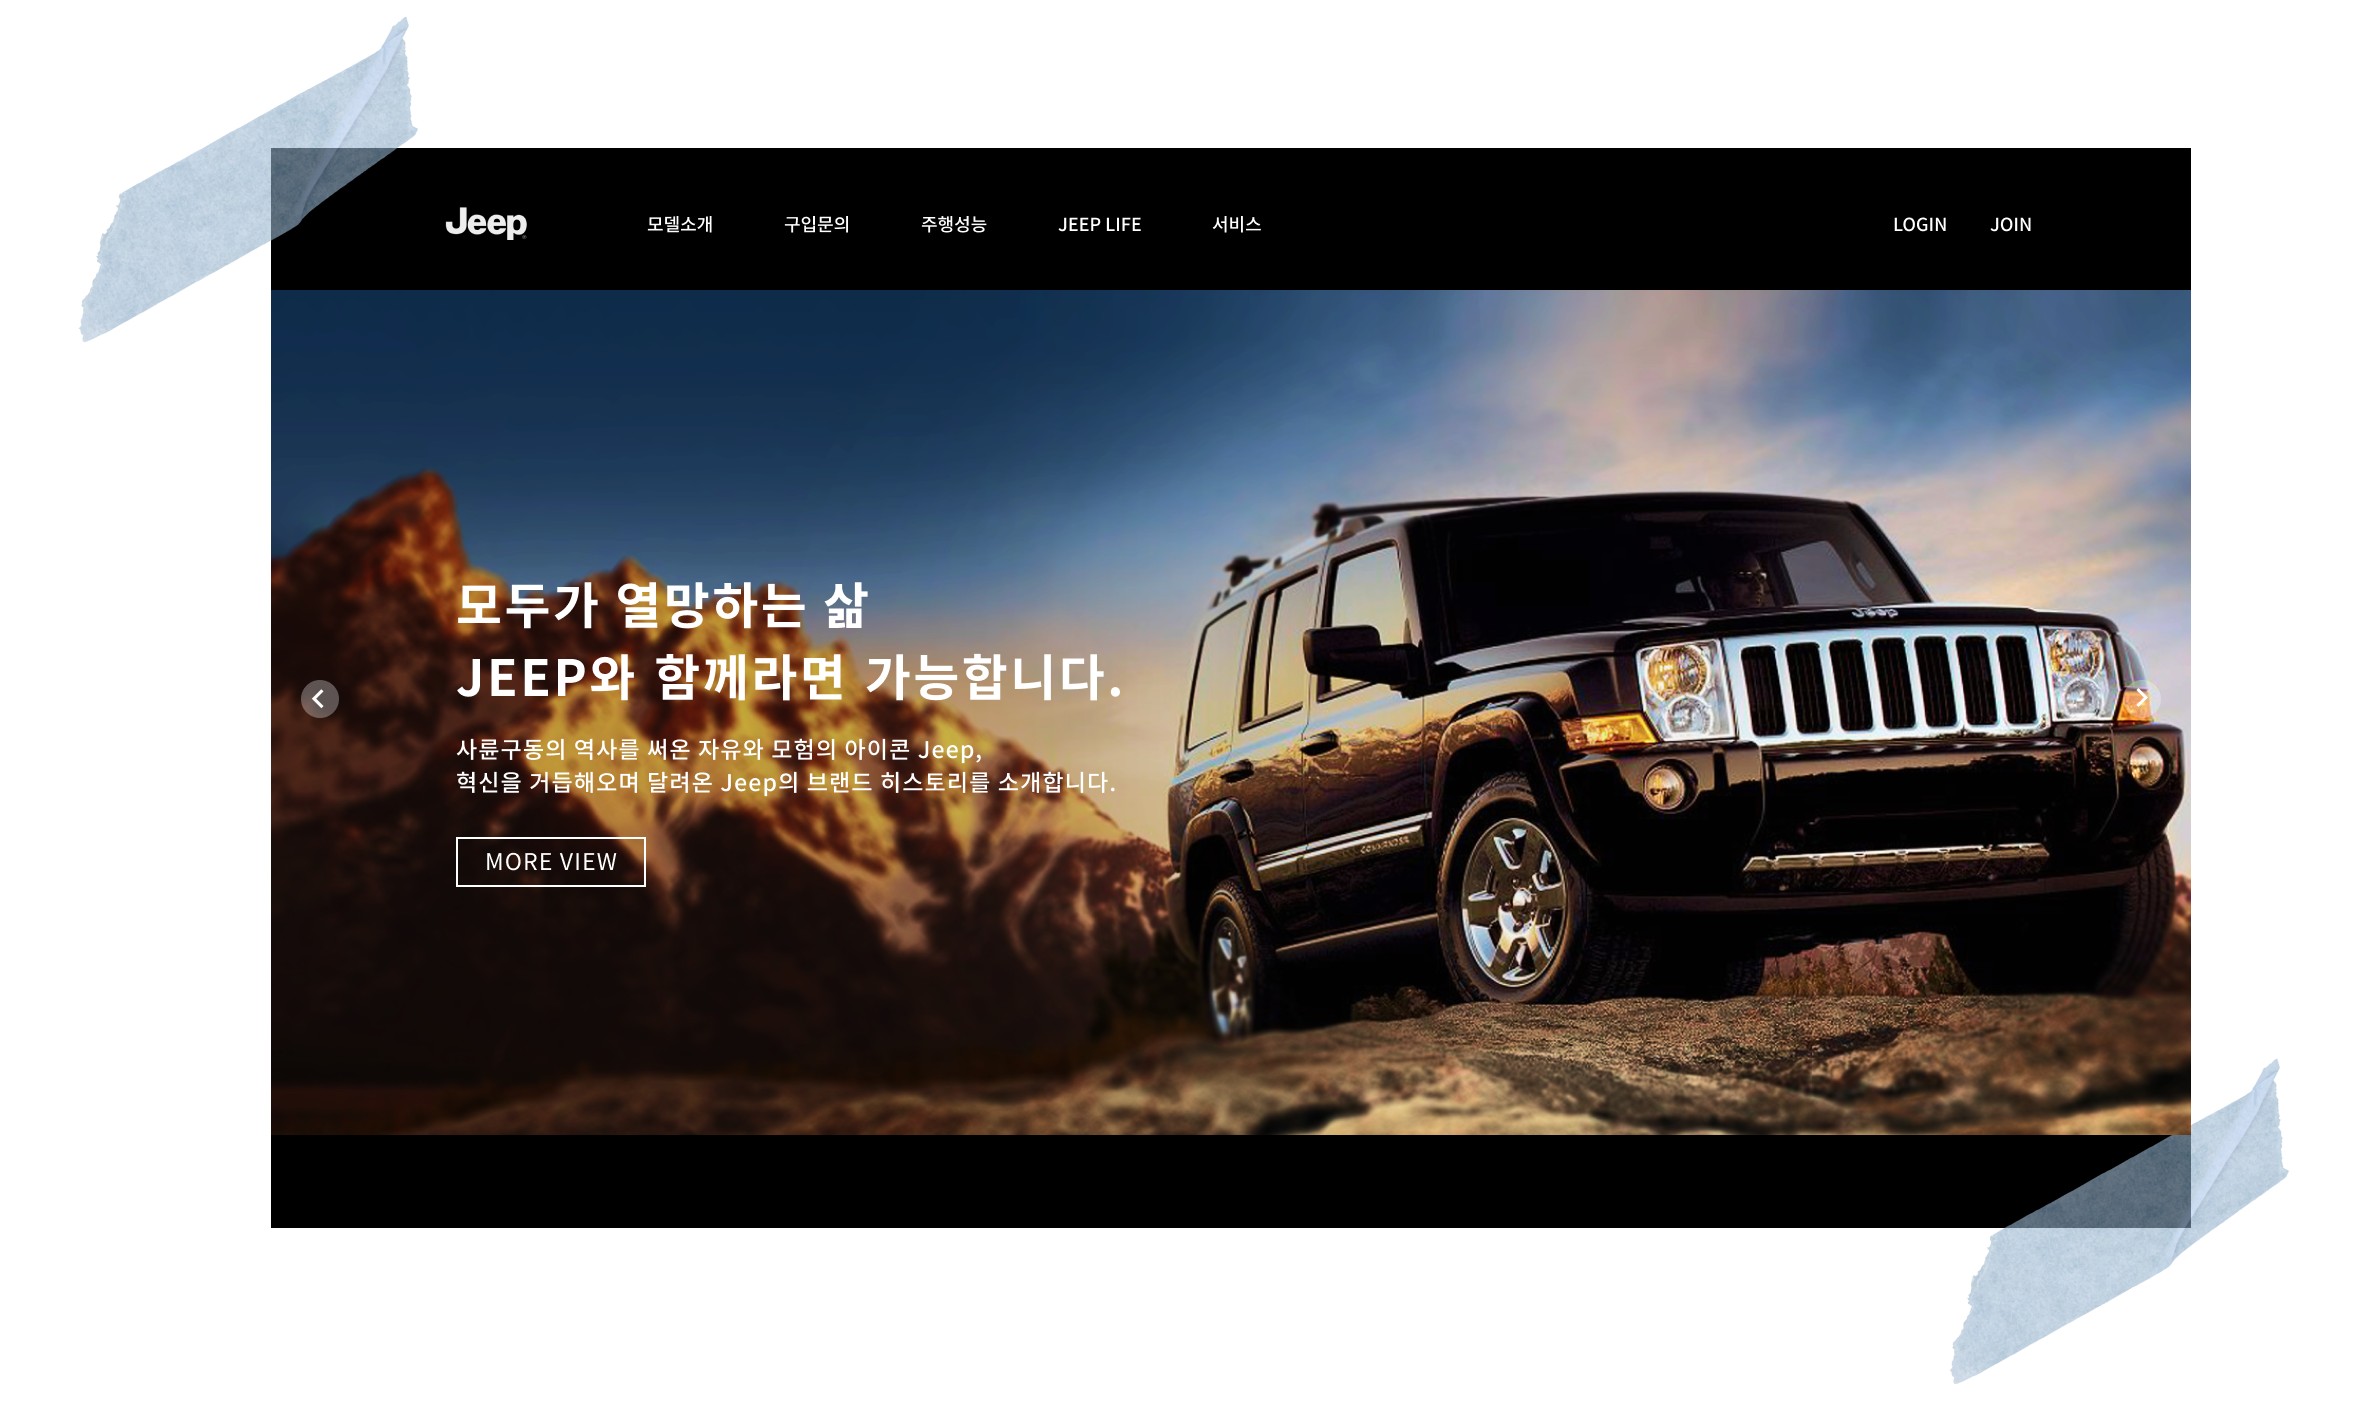 Jeep
모델소개 구입문의 주행성능 JEEP LIFE 서비스
LOGIN JOIN
모두가 열망하는 삶
JEEP와 함께라면 가능합니다.
사륜구동의 역사를 써온 자유와 모험의 아이콘 Jeep,
혁신을 거듭해오며 달려온 Jeep의 브랜드 히스토리를 소개합니다.
MORE VIEW
Jeep
COMMANDER